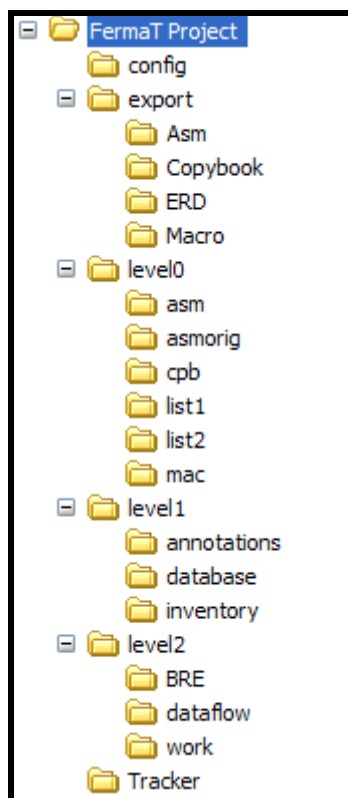 FermaT Project
config
export
Asm
Copybook
ERD
Macro
level0
asm
asmorig
cpb
list1
list2
mac
level1
annotations
database
inventory
level2
BRE
dataflow
work
Tracker